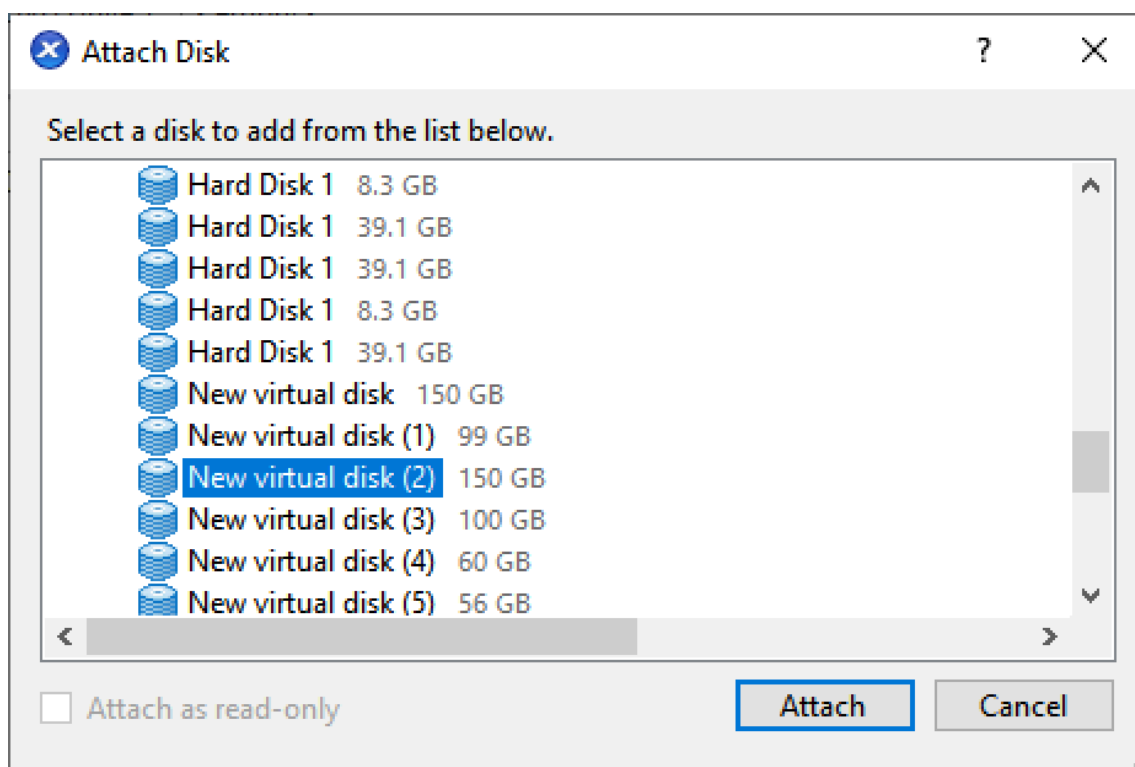 Attach Disk ?
Select a disk to add from the list below.
Hard Disk 1 8.3 GB
Hard Disk 1 39.1 GB
Hard Disk 1 39.1 GB
Hard Disk 1 8.3 GB
Hard Disk 1 39.1 GB
New virtual disk 150 GB
New virtual disk (1) 99 GB
New virtual disk (2) 150 GB
New virtual disk (3) 100 GB
New virtual disk (4) 60 GB
New virtual disk (5) 56 GB
Attach as read-only Attach Cancel